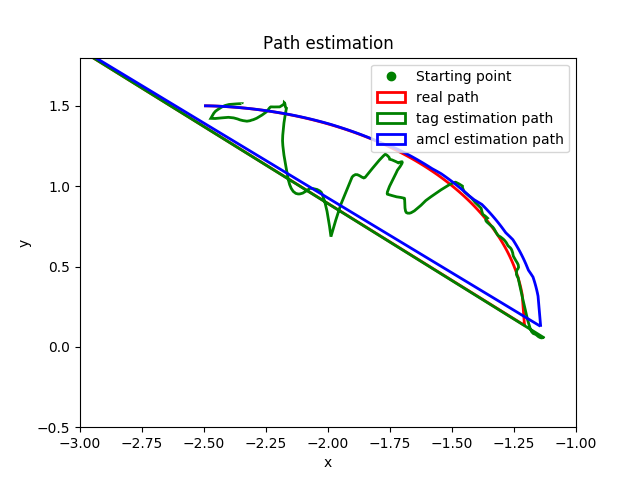 Path estimation
Starting point
real path
tag estimation path
amcl estimation path
y
1.5
1.0
0.5
0.0
−0.5
−3.00 −2.75 −2.50 −2.25 −2.00 −1.75 −1.50 −1.25 −1.00
x